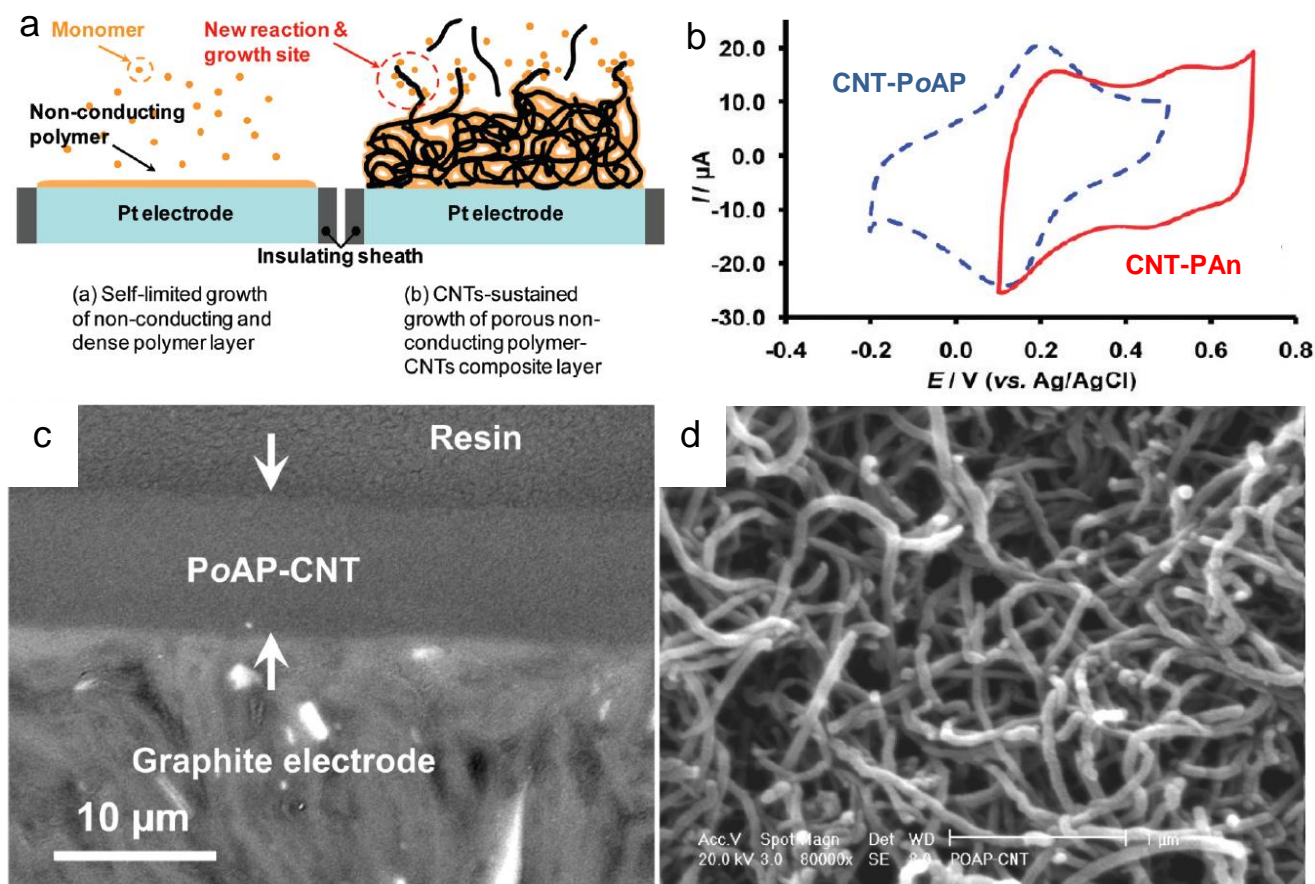 a
Monomer
New reaction &
growth site
Non-conducting
polymer
Pt electrode
Pt electrode
Insulating sheath
(a) Self-limited growth
of non-conducting and
dense polymer layer
(b) CNTs-sustained
growth of porous non-
conducting polymer-
CNTs composite layer
b
I / µA
20.0
10.0
0.0
-10.0
-20.0
-30.0
CNT-PoAP
CNT-PAn
-0.4 -0.2 0.0 0.2 0.4 0.6 0.8
E / V (vs. Ag/AgCl)
c
Resin
PoAP-CNT
Graphite electrode
10 µm
d
Acc.V Spot Magn Det WD 1 µm
20.0 kV 3.0 80000x SE POAP-CNT